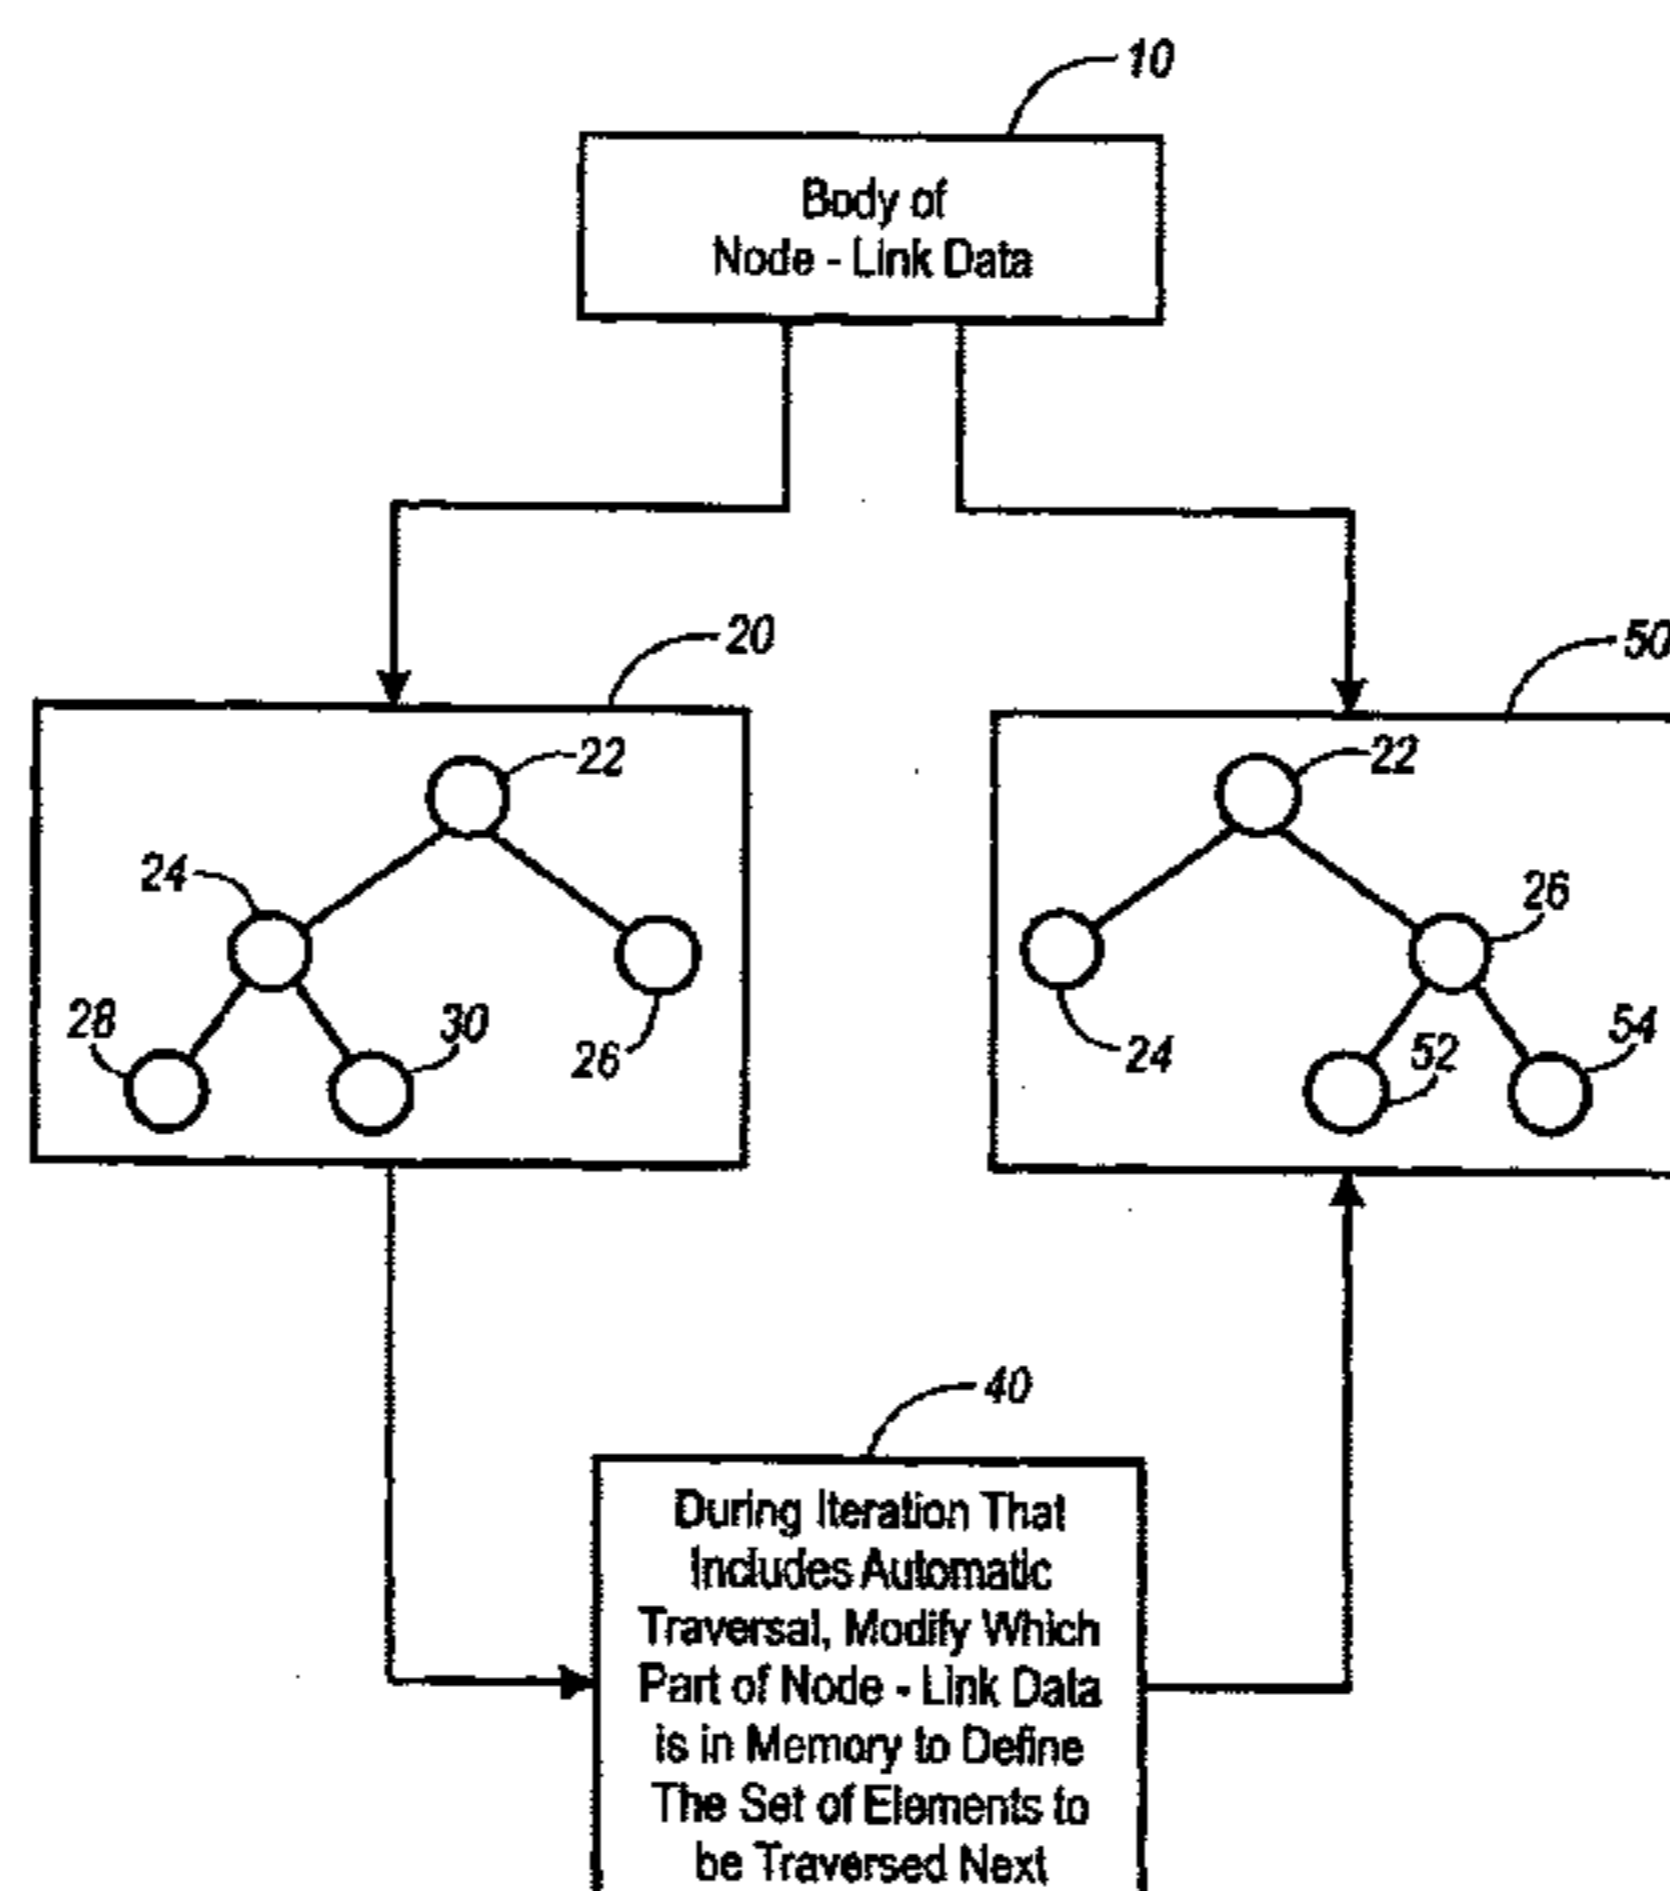 10
Body of
Node - Link Data
20
50
22
24
26
28
30
22
26
24
52
54
40
During Iteration That
Includes Automatic
Traversal, Modify Which
Part of Node - Link Data
is in Memory to Define
The Set of Elements to
be Traversed Next